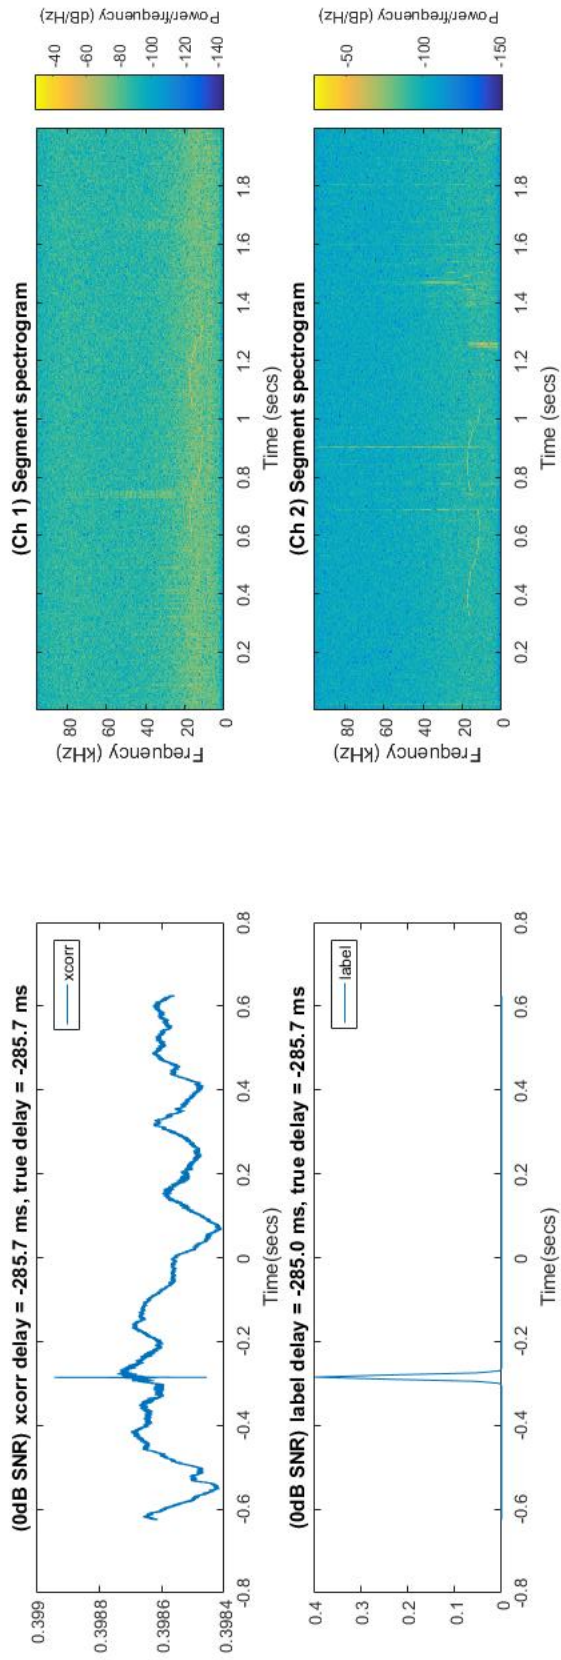 (0dB SNR) xcorr delay = -285.7 ms, true delay = -285.7 ms
0.399
0.3988
0.3986
0.3984
xcorr
-0.8 -0.6 -0.4 -0.2 0 0.2 0.4 0.6 0.8
Time(secs)
(0dB SNR) label delay = -285.0 ms, true delay = -285.7 ms
0.4
0.3
0.2
0.1
0
label
-0.8 -0.6 -0.4 -0.2 0 0.2 0.4 0.6 0.8
Time(secs)
(Ch 1) Segment spectrogram
Frequency (kHz)
80
60
40
20
0
0.2 0.4 0.6 0.8 1 1.2 1.4 1.6 1.8
Time (secs)
-40
-60
-80
-100
-120
-140
Power/frequency (dB/Hz)
(Ch 2) Segment spectrogram
Frequency (kHz)
80
60
40
20
0
0.2 0.4 0.6 0.8 1 1.2 1.4 1.6 1.8
Time (secs)
-50
-100
-150
Power/frequency (dB/Hz)